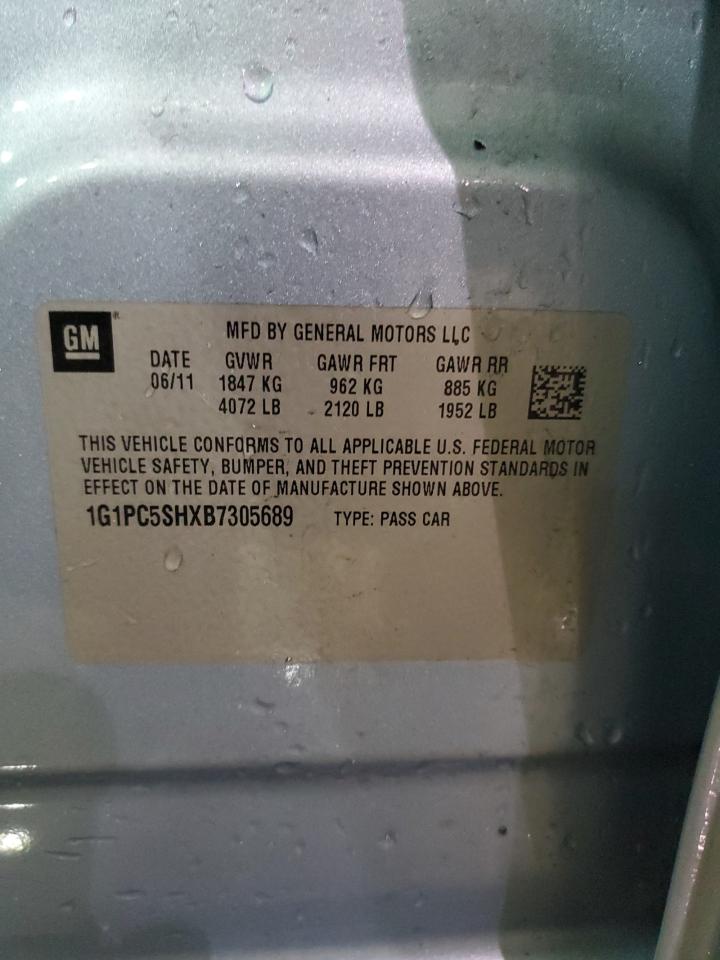 GM®
MFD BY GENERAL MOTORS LLC
DATE GVWR GAWR FRT GAWR RR
06/11 1847 KG 962 KG 885 KG
4072 LB 2120 LB 1952 LB
THIS VEHICLE CONFORMS TO ALL APPLICABLE U.S. FEDERAL MOTOR
VEHICLE SAFETY, BUMPER, AND THEFT PREVENTION STANDARDS IN
EFFECT ON THE DATE OF MANUFACTURE SHOWN ABOVE.
1G1PC5SHXB7305689 TYPE: PASS CAR